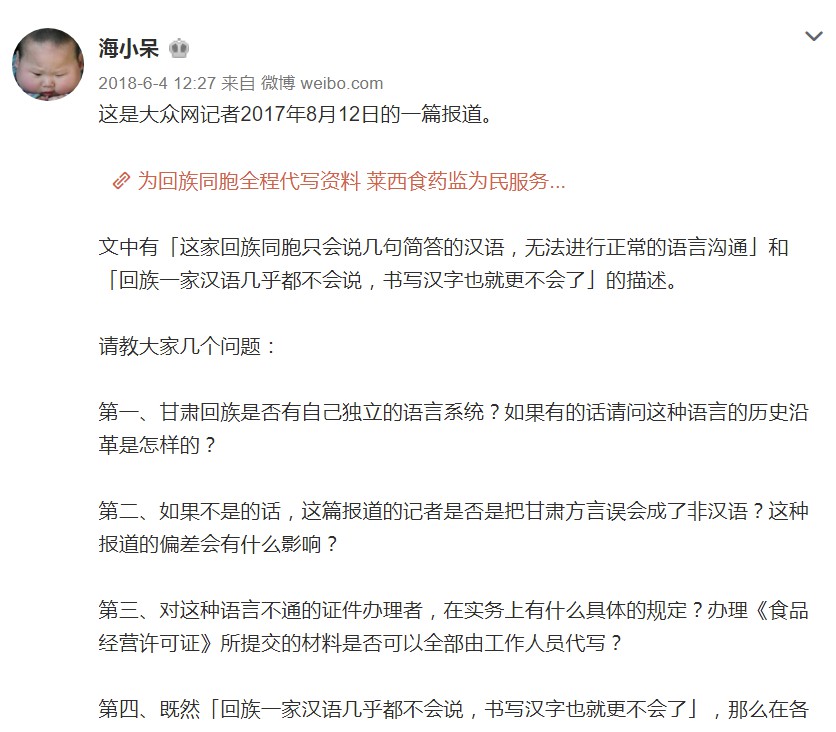 海小呆
2018-6-4 12:27 来自 微博 weibo.com
这是大众网记者2017年8月12日的一篇报道。
为回族同胞全程代写资料 莱西食药监为民服务...
文中有「这家回族同胞只会说几句简答的汉语，无法进行正常的语言沟通」和
「回族一家汉语几乎都不会说，书写汉字也就更不会了」的描述。
请教大家几个问题：
第一、甘肃回族是否有自己独立的语言系统？如果有的话请问这种语言的历史沿
革是怎样的？
第二、如果不是的话，这篇报道的记者是否是把甘肃方言误会成了非汉语？这种
报道的偏差会有什么影响？
第三、对这种语言不通的证件办理者，在实务上有什么具体的规定？办理《食品
经营许可证》所提交的材料是否可以全部由工作人员代写？
第四、既然「回族一家汉语几乎都不会说，书写汉字也就更不会了」，那么在各